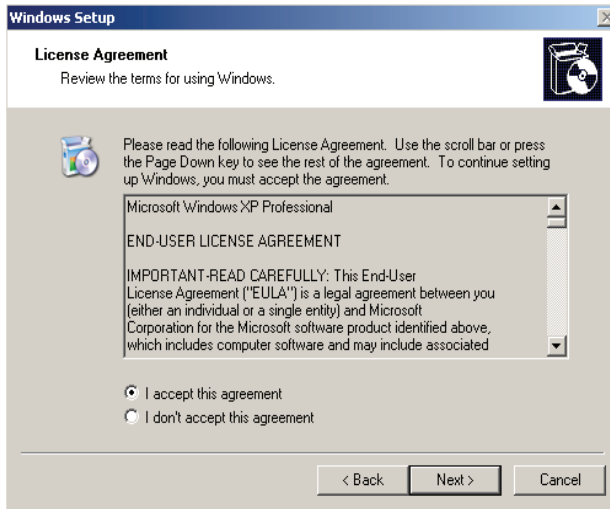 Windows Setup
License Agreement
Review the terms for using Windows.
Please read the following License Agreement. Use the scroll bar or press
the Page Down key to see the rest of the agreement. To continue setting
up Windows, you must accept the agreement.
Microsoft Windows XP Professional
END-USER LICENSE AGREEMENT
IMPORTANT-READ CAREFULLY: This End-User
License Agreement ("EULA") is a legal agreement between you
(either an individual or a single entity) and Microsoft
Corporation for the Microsoft software product identified above,
which includes computer software and may include associated
I accept this agreement
I don't accept this agreement
< Back Next > Cancel